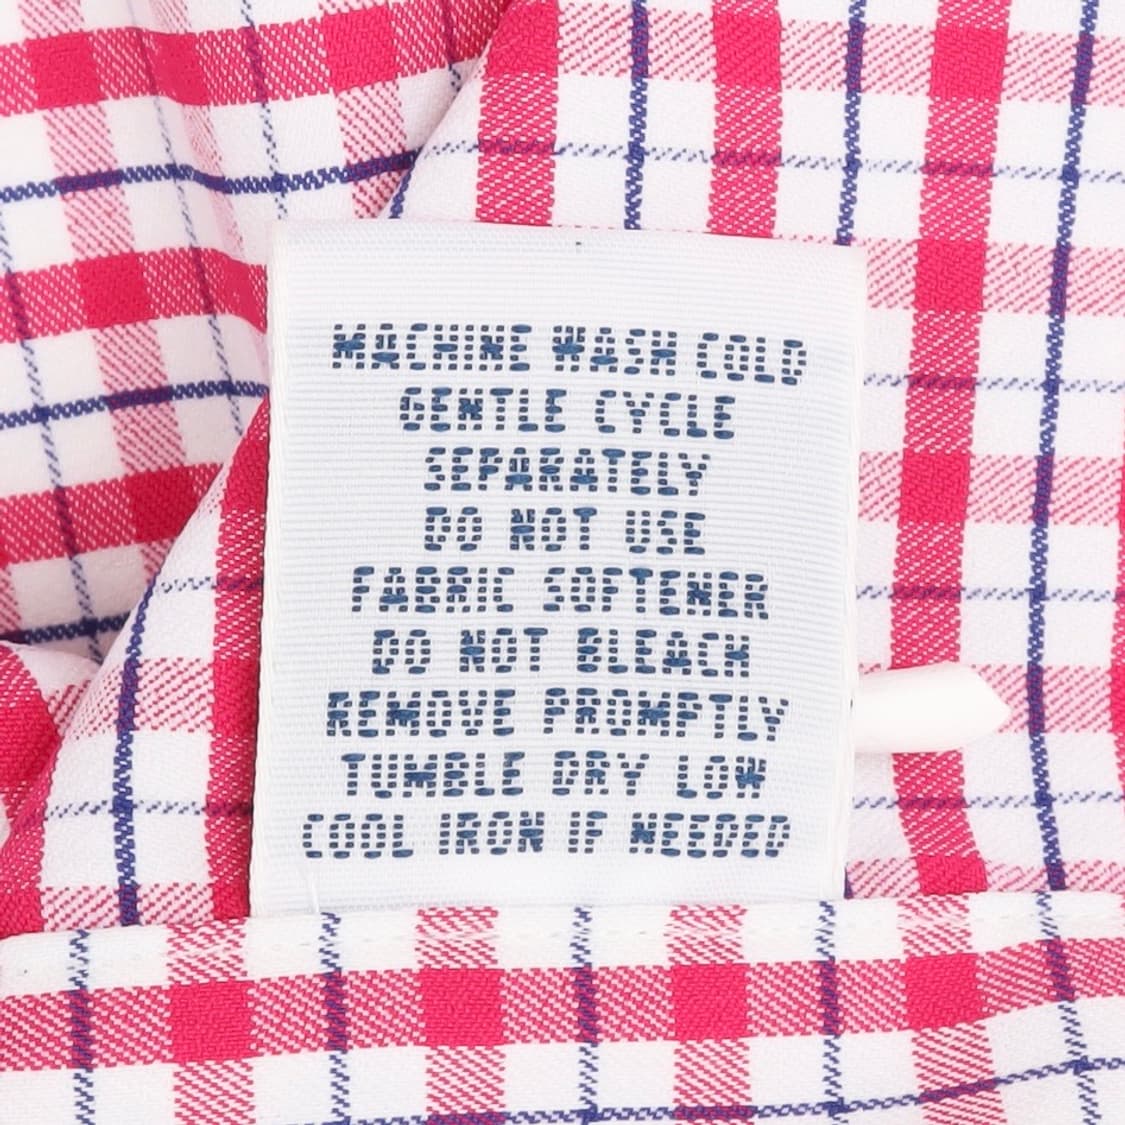 MACHINE WASH COLD
GENTLE CYCLE
SEPARATELY
DO NOT USE
FABRIC SOFTENER
DO NOT BLEACH
REMOVE PROMPTLY
TUMBLE DRY LOW
COOL IRON IF NEEDED